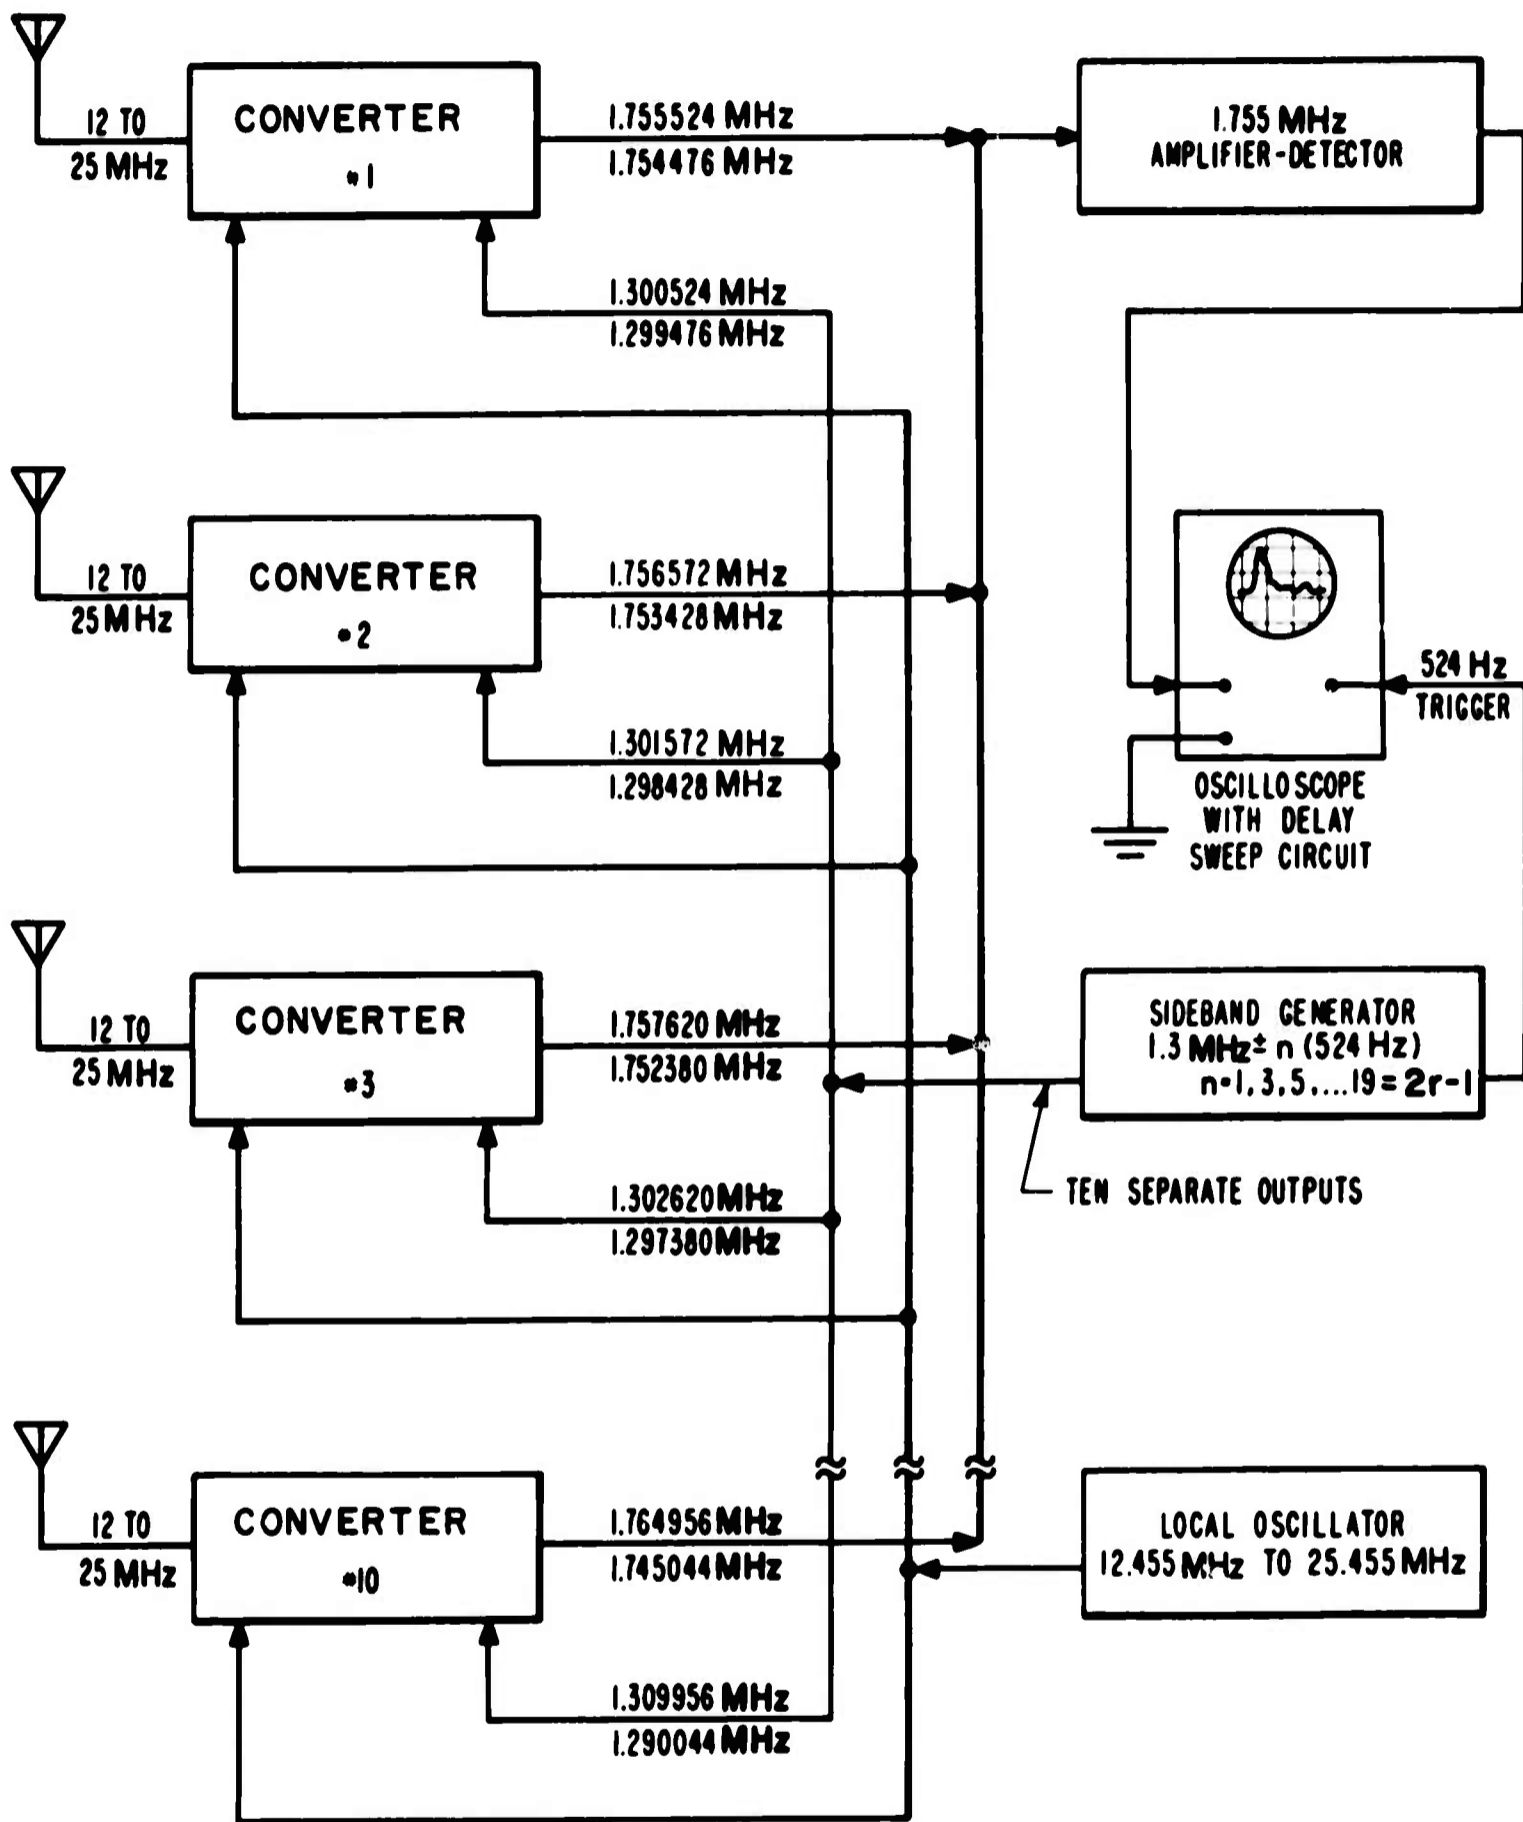 12 TO
25 MHz
CONVERTER
#1
1.755524 MHz
1.754476 MHz
1.755 MHz
AMPLIFIER-DETECTOR
1.300524 MHz
1.299476 MHz
12 TO
25 MHz
CONVERTER
#2
1.756572 MHz
1.753428 MHz
1.301572 MHz
1.298428 MHz
524 Hz
TRIGGER
OSCILLOSCOPE
WITH DELAY
SWEEP CIRCUIT
12 TO
25 MHz
CONVERTER
#3
1.757620 MHz
1.752380 MHz
SIDEBAND GENERATOR
1.3 MHz ± n (524 Hz)
n=1, 3, 5, ... 19 = 2r-1
TEN SEPARATE OUTPUTS
1.302620 MHz
1.297380 MHz
12 TO
25 MHz
CONVERTER
#10
1.764956 MHz
1.745044 MHz
LOCAL OSCILLATOR
12.455 MHz TO 25.455 MHz
1.309956 MHz
1.290044 MHz